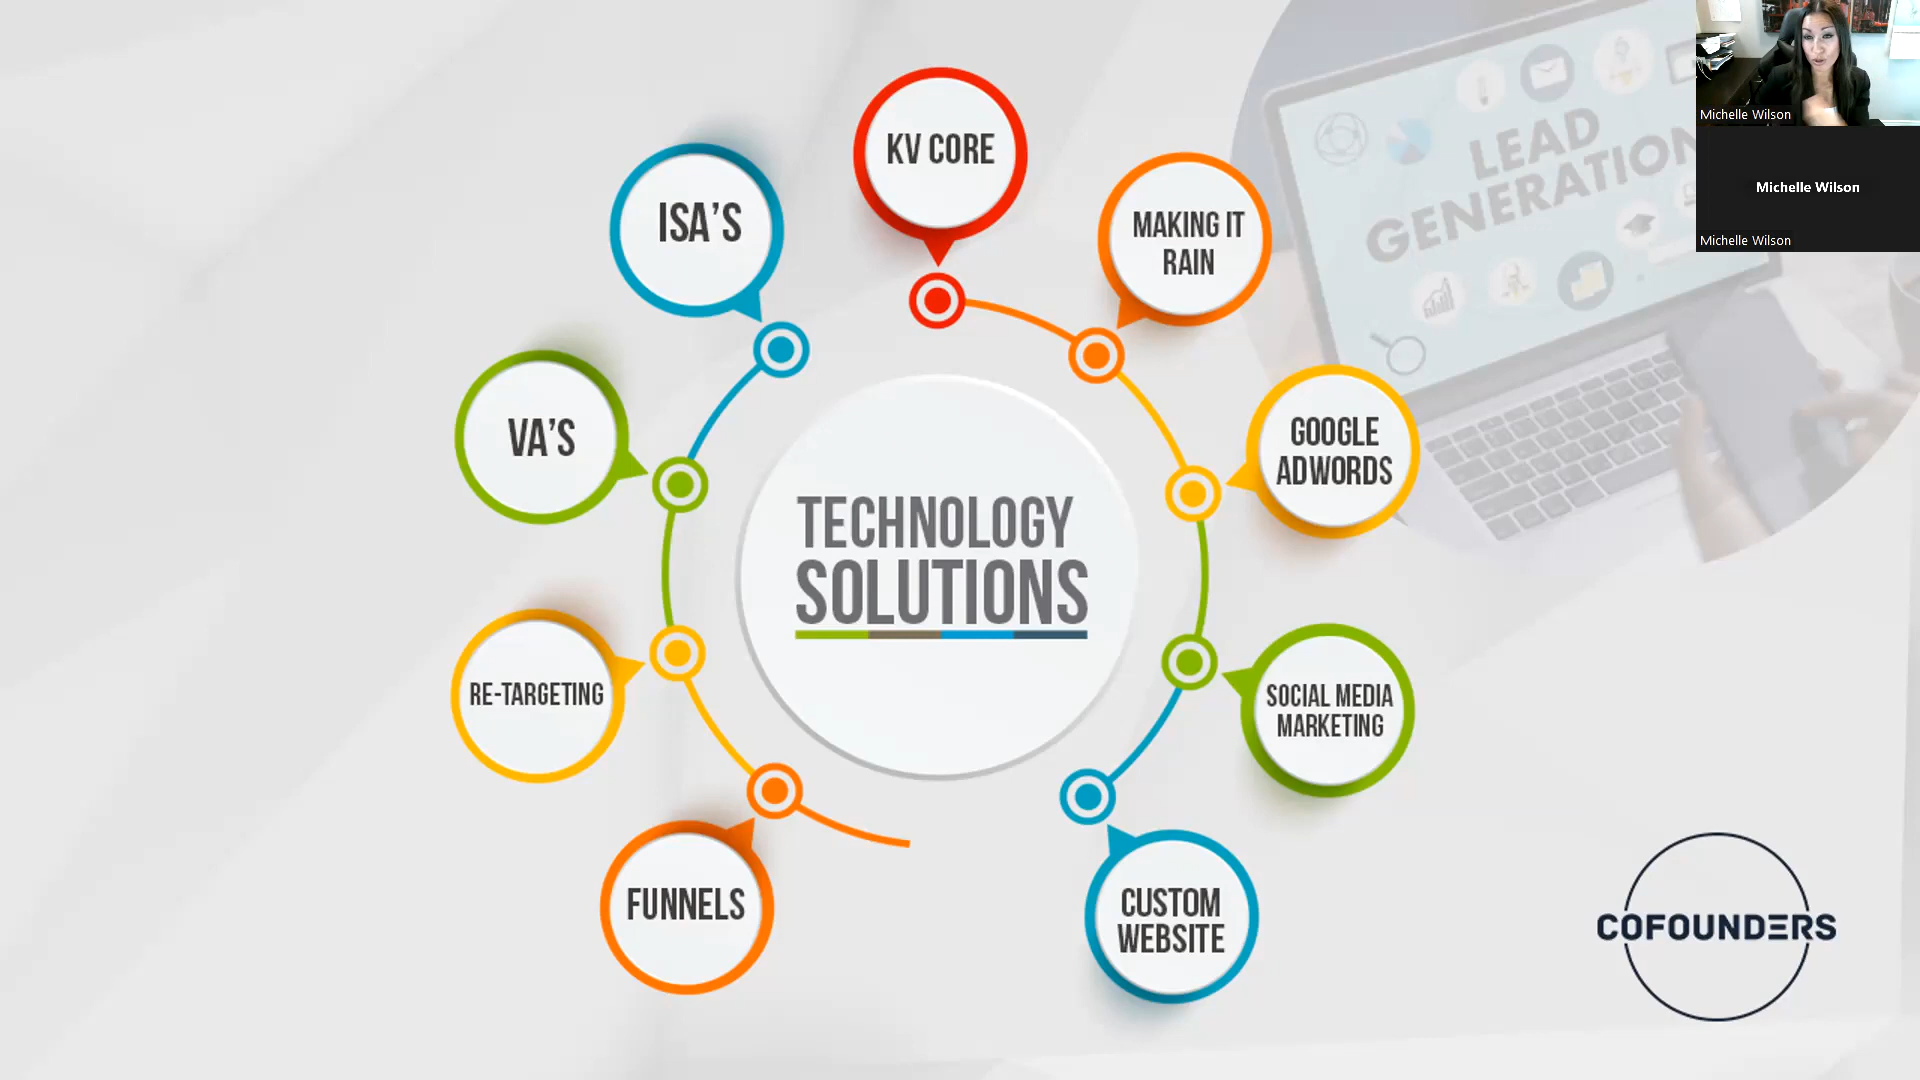 KV CORE
ISA'S
MAKING IT
RAIN
VA'S
GOOGLE
ADWORDS
TECHNOLOGY
SOLUTIONS
RE-TARGETING
SOCIAL MEDIA
MARKETING
FUNNELS
CUSTOM
WEBSITE
LEAD
GENERATION
Michelle Wilson
Michelle Wilson
Michelle Wilson
COFOUNDERS